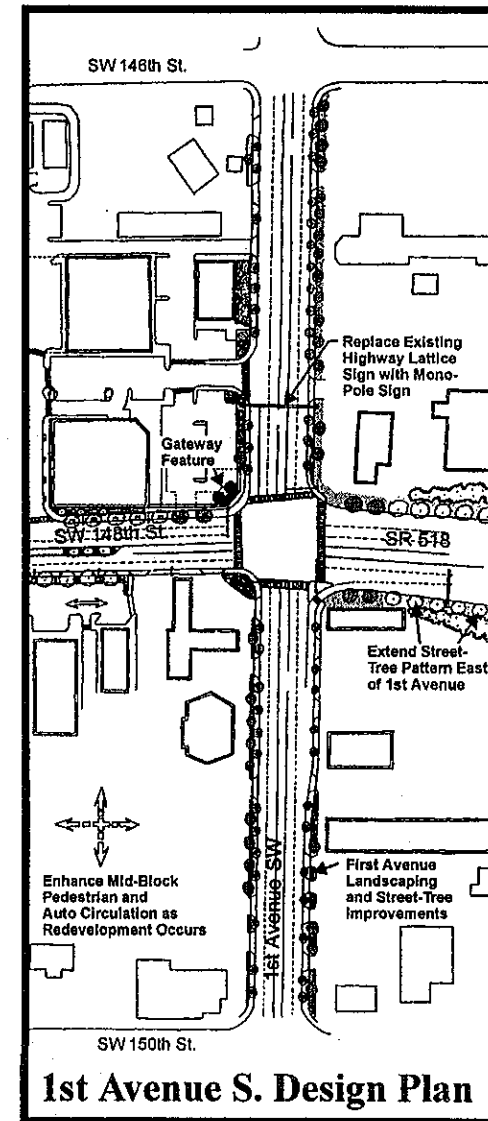 SW 146th St.
Replace Existing
Highway Lattice
Sign with Mono-
Pole Sign
Gateway
Feature
SW 148th St.
SR 518
Extend Street-
Tree Pattern East
of 1st Avenue
1st Avenue SW
Enhance Mid-Block
Pedestrian and
Auto Circulation as
Redevelopment Occurs
First Avenue
Landscaping
and Street-Tree
Improvements
SW 150th St.
1st Avenue S. Design Plan